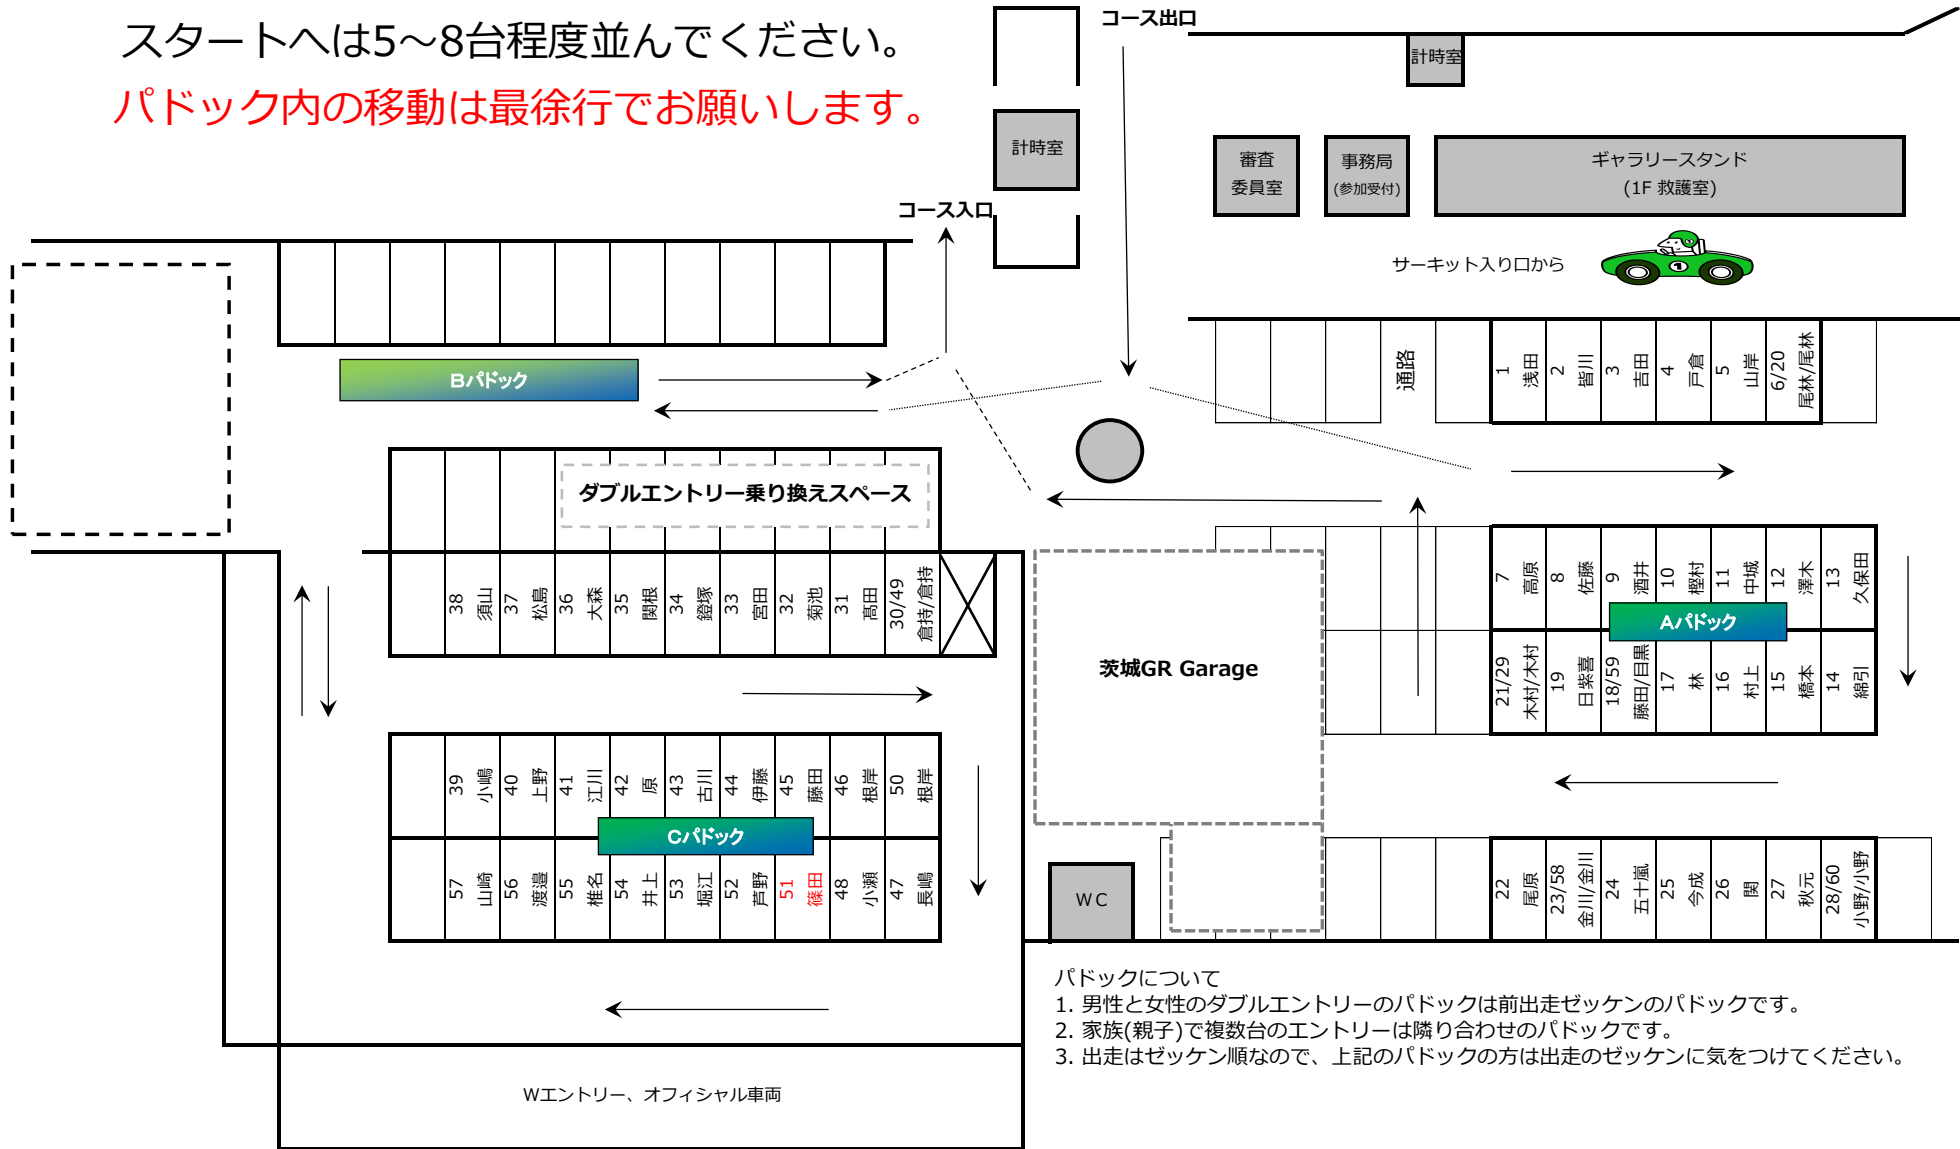 スタートへは5～8台程度並んでください。
パドック内の移動は最徐行でお願いします。
コース出口
計時室
計時室
審査
委員室
事務局
(参加受付)
ギャラリースタンド
(1F 救護室)
コース入口
サーキット入り口から
1
Bパドック
通路
1 浅田
2 皆川
3 吉田
4 戸倉
5 山岸
6/20 尾林/尾林
ダブルエントリー乗り換えスペース
38 須山
37 松島
36 大森
35 関根
34 鐙塚
33 宮田
32 菊池
31 髙田
30/49 倉持/倉持
7 高原
8 佐藤
9 酒井
10 樫村
11 中城
12 澤木
13 久保田
Aパドック
茨城GR Garage
21/29 木村/木村
19 日紫喜
18/59 藤田/目黒
17 林
16 村上
15 橋本
14 綿引
39 小嶋
40 上野
41 江川
42 原
43 古川
44 伊藤
45 藤田
46 根岸
50 根岸
Cパドック
57 山崎
56 渡邉
55 椎名
54 井上
53 堀江
52 芦野
51 篠田
48 小瀬
47 長嶋
WC
22 尾原
23/58 金川/金川
24 五十嵐
25 今成
26 関
27 秋元
28/60 小野/小野
パドックについて
1. 男性と女性のダブルエントリーのパドックは前出走ゼッケンのパドックです。
2. 家族(親子)で複数台のエントリーは隣り合わせのパドックです。
3. 出走はゼッケン順なので、上記のパドックの方は出走のゼッケンに気をつけてください。
Wエントリー、オフィシャル車両